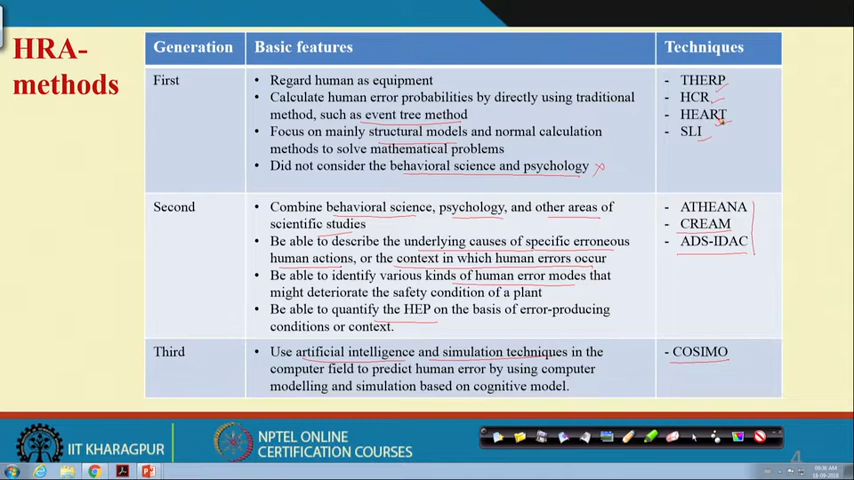 HRA-
methods
Generation Basic features Techniques
First
• Regard human as equipment
• Calculate human error probabilities by directly using traditional
method, such as event tree method
• Focus on mainly structural models and normal calculation
methods to solve mathematical problems
• Did not consider the behavioral science and psychology
- THERP
- HCR
- HEART
- SLI
Second
• Combine behavioral science, psychology, and other areas of
scientific studies
• Be able to describe the underlying causes of specific erroneous
human actions, or the context in which human errors occur
• Be able to identify various kinds of human error modes that
might deteriorate the safety condition of a plant
• Be able to quantify the HEP on the basis of error-producing
conditions or context.
- ATHEANA
- CREAM
- ADS-IDAC
Third
• Use artificial intelligence and simulation techniques in the
computer field to predict human error by using computer
modelling and simulation based on cognitive model.
- COSIMO
IIT KHARAGPUR
NPTEL ONLINE
CERTIFICATION COURSES
4